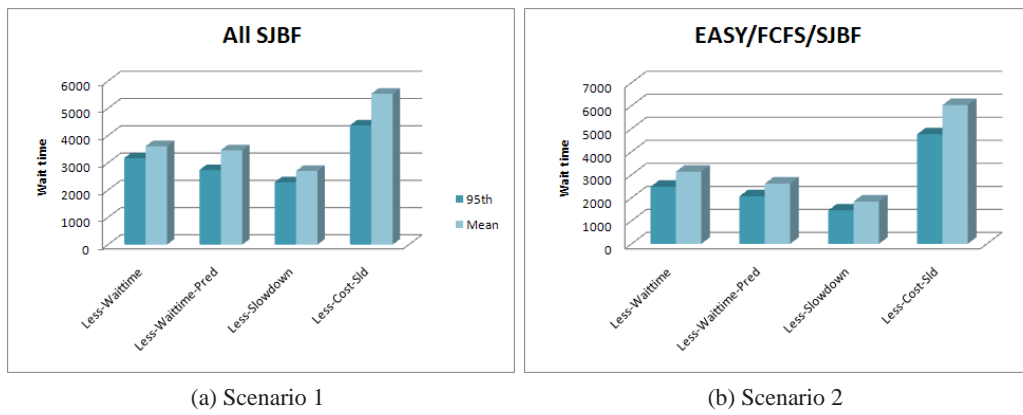 All SJBF
Wait time
6000
5000
4000
3000
2000
1000
0
Less-Waittime
Less-Waittime-Pred
Less-Slowdown
Less-Cost-Sld
95th
Mean
(a) Scenario 1
EASY/FCFS/SJBF
Wait time
7000
6000
5000
4000
3000
2000
1000
0
Less-Waittime
Less-Waittime-Pred
Less-Slowdown
Less-Cost-Sld
(b) Scenario 2